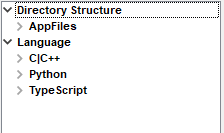 Directory Structure
AppFiles
Language
C|C++
Python
TypeScript